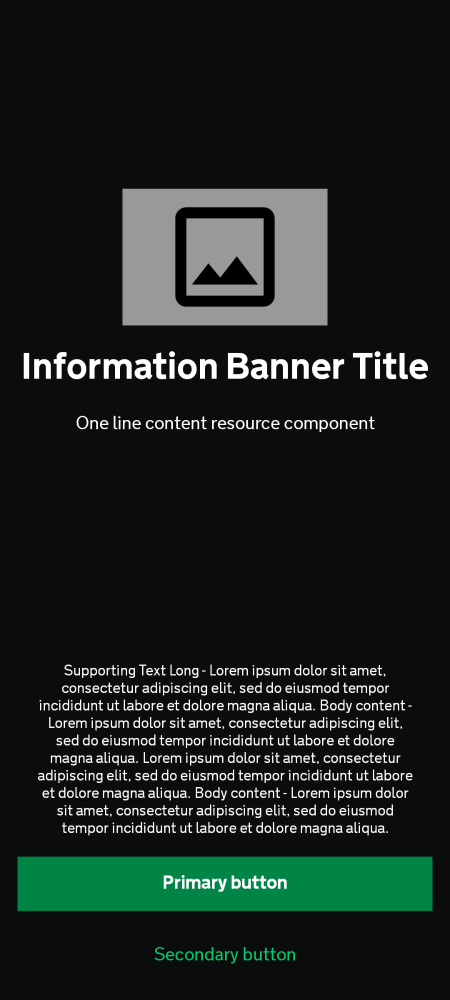 Information Banner Title
One line content resource component
Supporting Text Long - Lorem ipsum dolor sit amet,
consectetur adipiscing elit, sed do eiusmod tempor
incididunt ut labore et dolore magna aliqua. Body content -
Lorem ipsum dolor sit amet, consectetur adipiscing elit,
sed do eiusmod tempor incididunt ut labore et dolore
magna aliqua. Lorem ipsum dolor sit amet, consectetur
adipiscing elit, sed do eiusmod tempor incididunt ut labore
et dolore magna aliqua. Body content - Lorem ipsum dolor
sit amet, consectetur adipiscing elit, sed do eiusmod
tempor incididunt ut labore et dolore magna aliqua.
Primary button
Secondary button